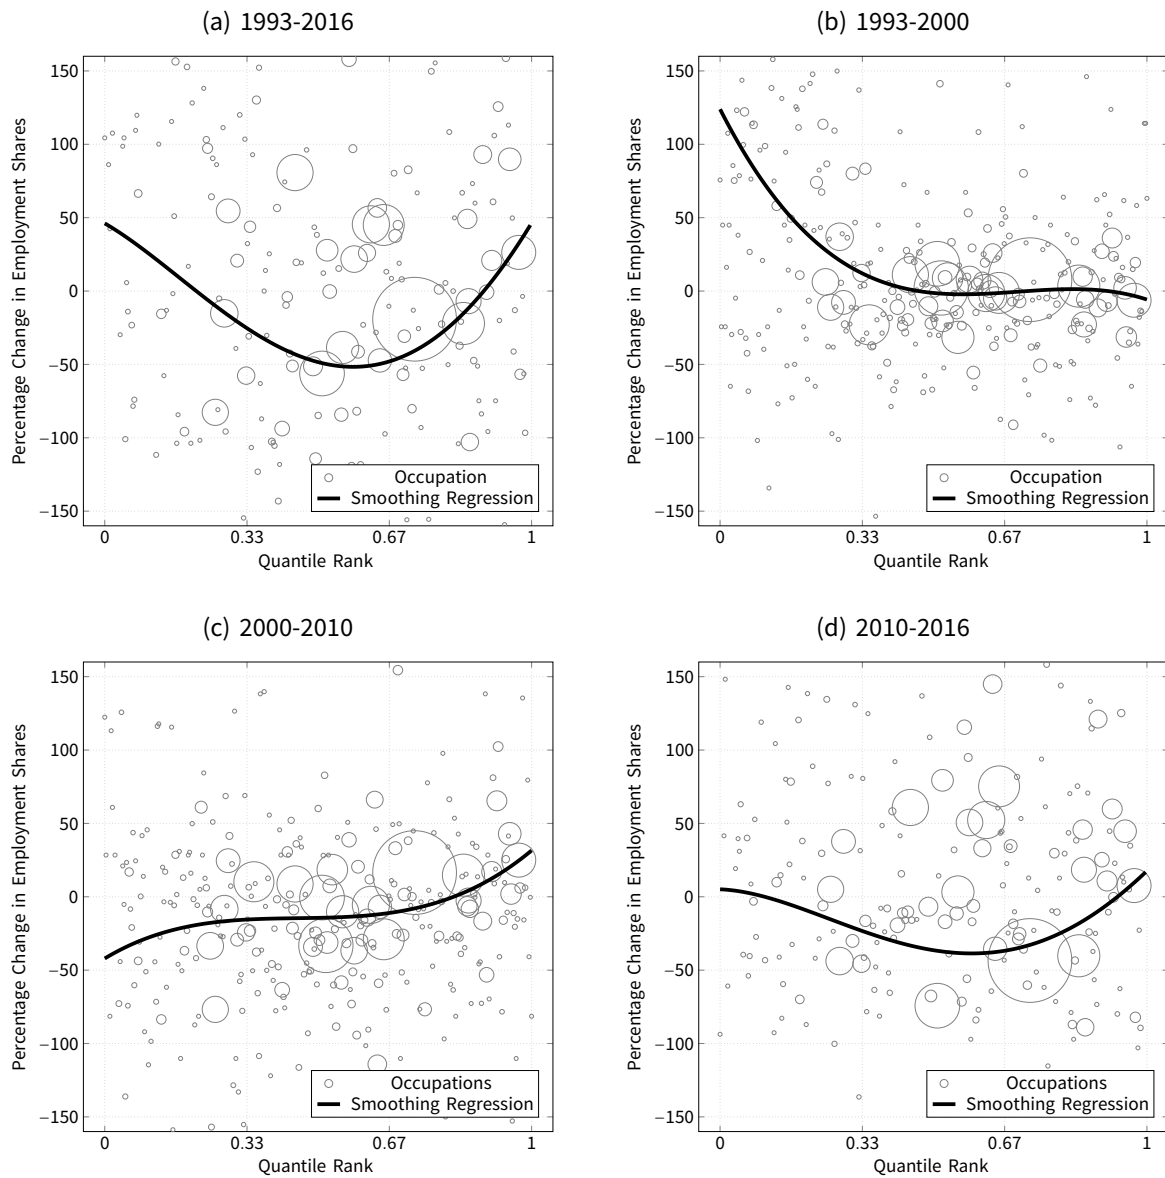 (a) 1993-2016
Percentage Change in Employment Shares
150
100
50
0
−50
−100
−150
0 0.33 0.67 1
Quantile Rank
Occupation
Smoothing Regression
(b) 1993-2000
Percentage Change in Employment Shares
150
100
50
0
−50
−100
−150
0 0.33 0.67 1
Quantile Rank
Occupation
Smoothing Regression
(c) 2000-2010
Percentage Change in Employment Shares
150
100
50
0
−50
−100
−150
0 0.33 0.67 1
Quantile Rank
Occupations
Smoothing Regression
(d) 2010-2016
Percentage Change in Employment Shares
150
100
50
0
−50
−100
−150
0 0.33 0.67 1
Quantile Rank
Occupations
Smoothing Regression